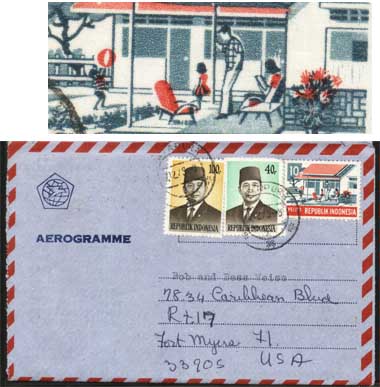 100.
40.
10
REPUBLIK INDONESIA
REPUBLIK INDONESIA
REPUBLIK INDONESIA
AEROGRAMME
Bob and Bess Weiss
7834 Caribbean Blvd
Rt 17
Fort Myers Fl.
33905 USA